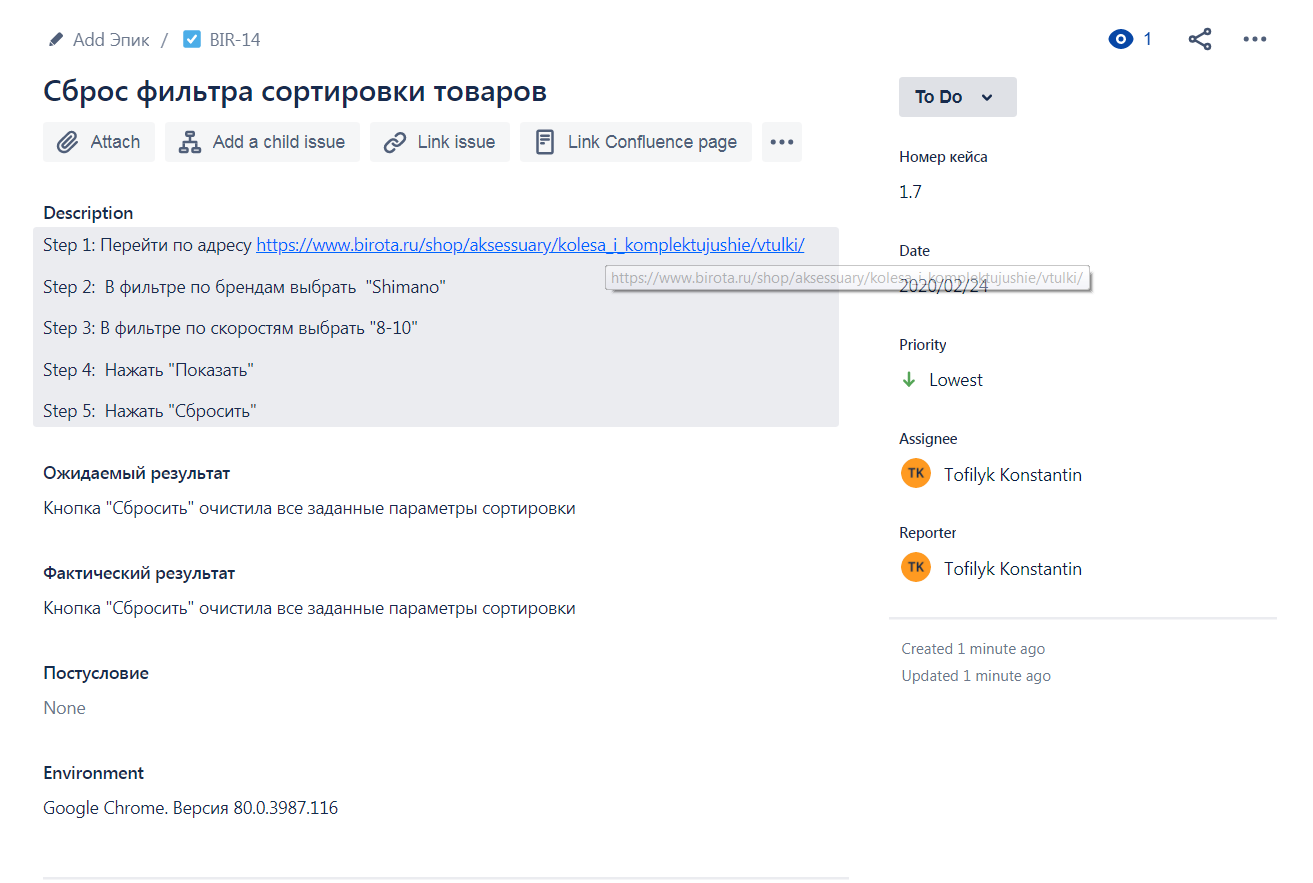 Add Эпик / BIR-14
1
Сброс фильтра сортировки товаров
Attach
Add a child issue
Link issue
Link Confluence page
Description
Step 1: Перейти по адресу https://www.birota.ru/shop/aksessuary/kolesa_i_komplektujushie/vtulki/
https://www.birota.ru/shop/aksessuary/kolesa_i_komplektujushie/vtulki/
Step 2:  В фильтре по брендам выбрать  "Shimano"
Step 3: В фильтре по скоростям выбрать "8-10"
Step 4:  Нажать "Показать"
Step 5:  Нажать "Сбросить"
Ожидаемый результат
Кнопка "Сбросить" очистила все заданные параметры сортировки
Фактический результат
Кнопка "Сбросить" очистила все заданные параметры сортировки
Постусловие
None
Environment
Google Chrome. Версия 80.0.3987.116
To Do
Номер кейса
1.7
Date
2020/02/24
Priority
Lowest
Assignee
TK Tofilyk Konstantin
Reporter
TK Tofilyk Konstantin
Created 1 minute ago
Updated 1 minute ago